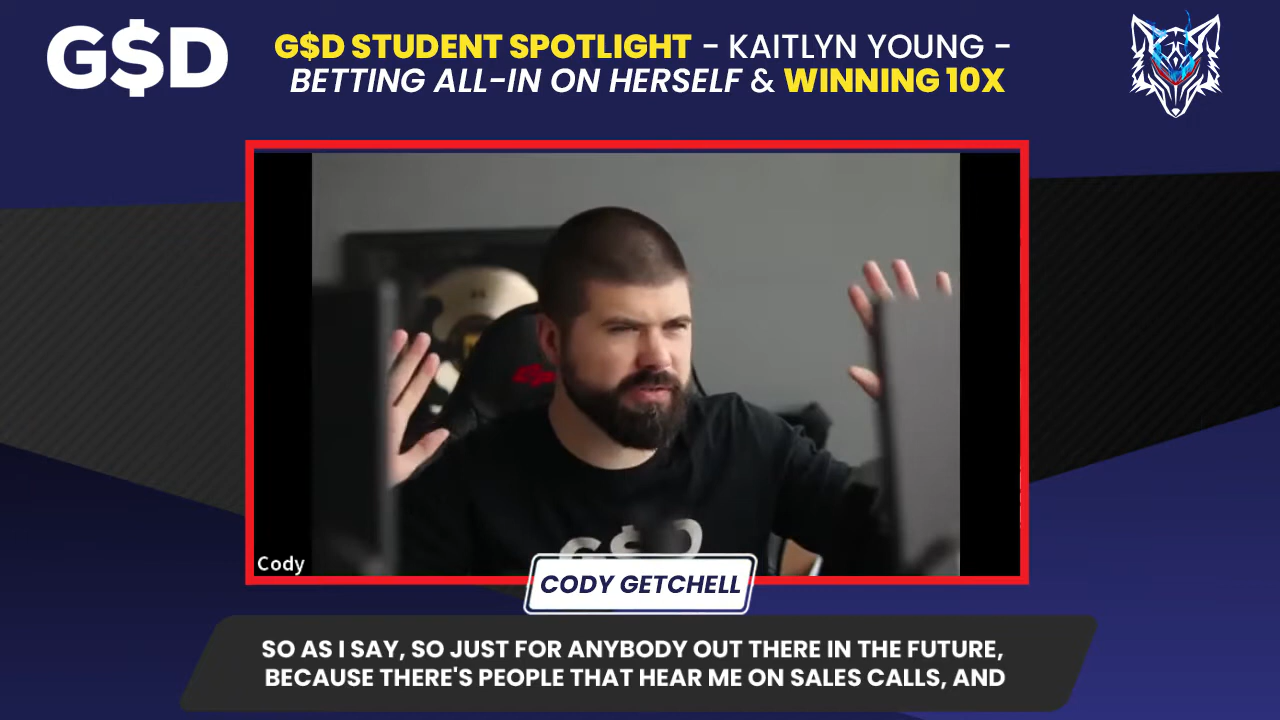 G$D
G$D STUDENT SPOTLIGHT - KAITLYN YOUNG -
BETTING ALL-IN ON HERSELF & WINNING 10X
G$D
Cody
CODY GETCHELL
SO AS I SAY, SO JUST FOR ANYBODY OUT THERE IN THE FUTURE,
BECAUSE THERE'S PEOPLE THAT HEAR ME ON SALES CALLS, AND